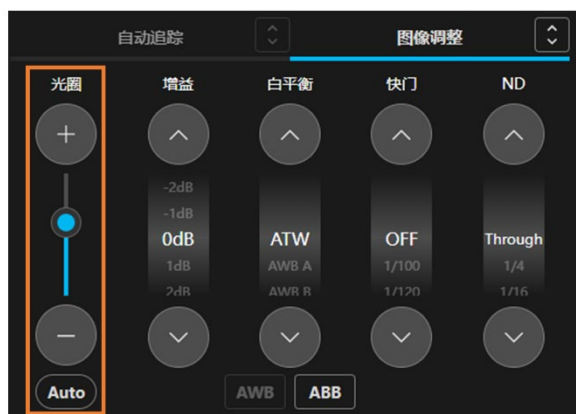 自动追踪 图像调整
光圈 增益 白平衡 快门 ND
-2dB
-1dB
0dB ATW OFF Through
1dB AWB A 1/100 1/4
2dB AWB B 1/120 1/16
Auto AWB ABB